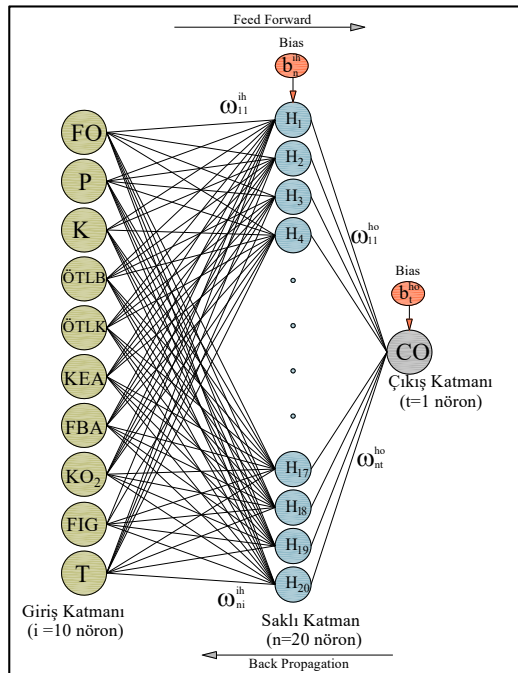 Feed Forward
Bias
b_n^ih
ω_11^ih
FO
P
K
ÖTLB
ÖTLK
KEA
FBA
KO₂
FIG
T
H₁
H₂
H₃
H₄
H₁₇
H₁₈
H₁₉
H₂₀
ω_11^ho
Bias
b_t^ho
CO
Çıkış Katmanı
(t=1 nöron)
ω_nt^ho
ω_ni^ih
Giriş Katmanı
(i =10 nöron)
Saklı Katman
(n=20 nöron)
Back Propagation